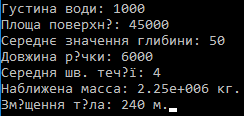 Густина води: 1000
Площа поверхн?: 45000
Середнє значення глибини: 50
Довжина р?чки: 6000
Середня шв. теч?ї: 4
Наближена масса: 2.25e+006 кг.
Зм?щення т?ла: 240 м.